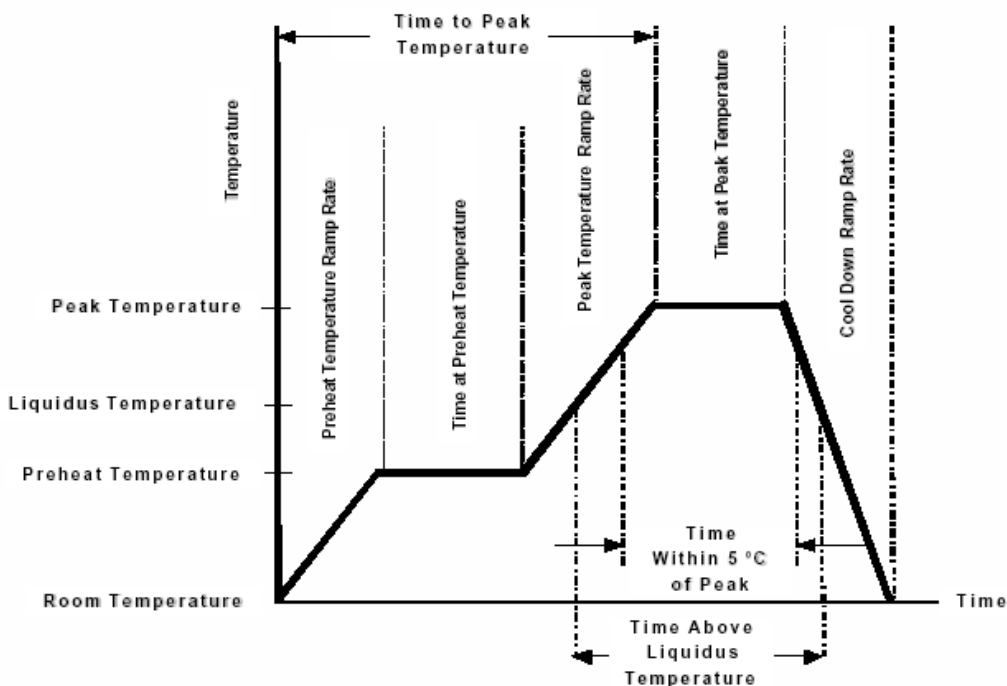 Time to Peak
Temperature
Temperature
Preheat Temperature Ramp Rate
Time at Preheat Temperature
Peak Temperature Ramp Rate
Time at Peak Temperature
Cool Down Ramp Rate
Peak Temperature
Liquidus Temperature
Preheat Temperature
Room Temperature
Time
Within 5 ºC
of Peak
Time
Time Above
Liquidus
Temperature